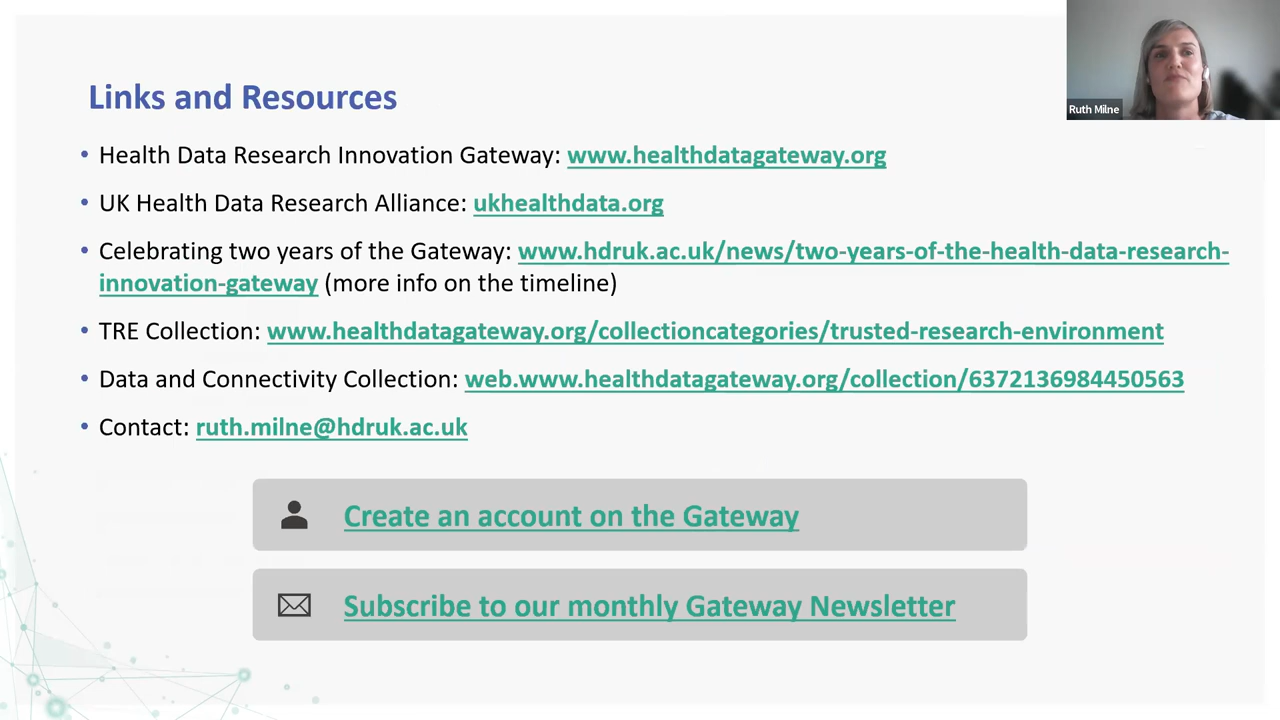 Ruth Milne
Links and Resources
• Health Data Research Innovation Gateway: www.healthdatagateway.org
• UK Health Data Research Alliance: ukhealthdata.org
• Celebrating two years of the Gateway: www.hdruk.ac.uk/news/two-years-of-the-health-data-research-
innovation-gateway (more info on the timeline)
• TRE Collection: www.healthdatagateway.org/collectioncategories/trusted-research-environment
• Data and Connectivity Collection: web.www.healthdatagateway.org/collection/6372136984450563
• Contact: ruth.milne@hdruk.ac.uk
Create an account on the Gateway
Subscribe to our monthly Gateway Newsletter